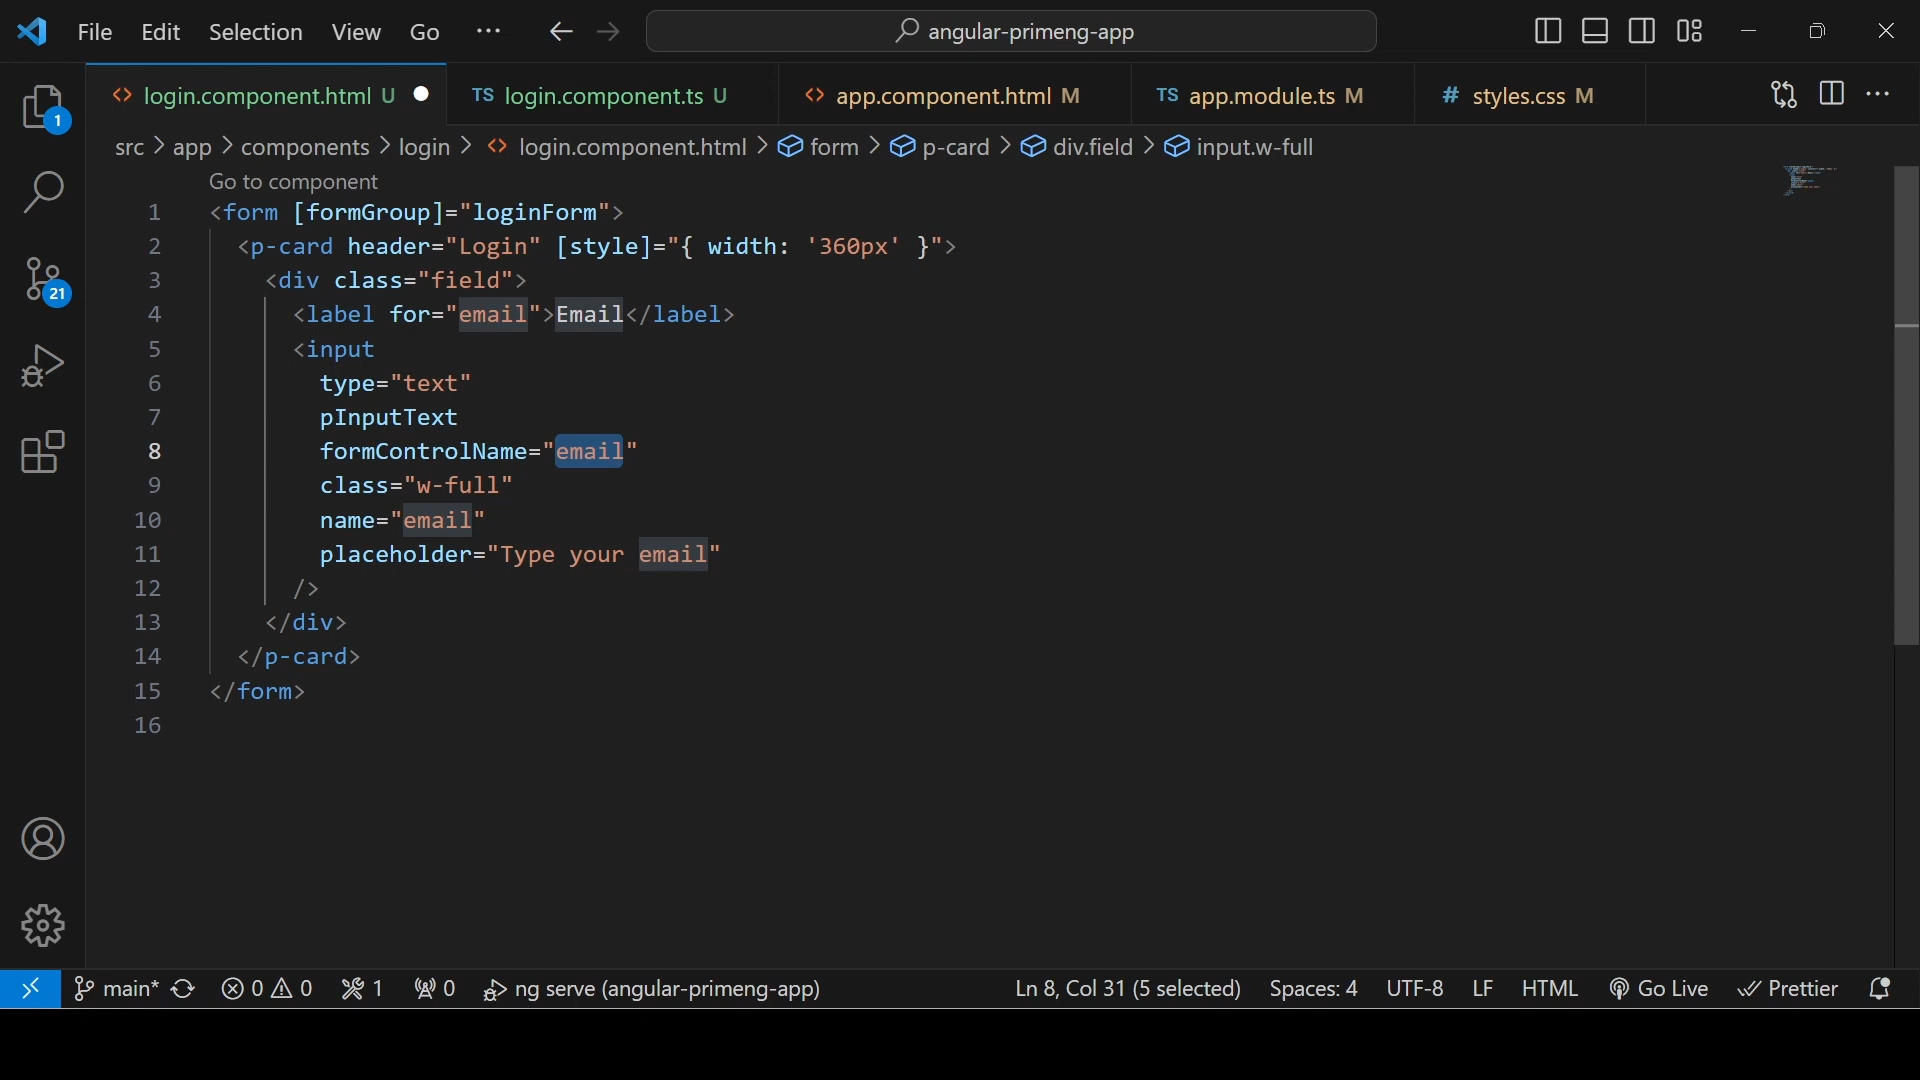 File Edit Selection View Go ··· angular-primeng-app
login.component.html U TS login.component.ts U app.component.html M TS app.module.ts M # styles.css M
1
src > app > components > login > login.component.html > form > p-card > div.field > input.w-full
Go to component
1 <form [formGroup]="loginForm">
2 <p-card header="Login" [style]="{ width: '360px' }">
3 <div class="field">
21
4 <label for="email">Email</label>
5 <input
6 type="text"
7 pInputText
8 formControlName="email"
9 class="w-full"
10 name="email"
11 placeholder="Type your email"
12 />
13 </div>
14 </p-card>
15 </form>
16
main* 0 0 1 0 ng serve (angular-primeng-app) Ln 8, Col 31 (5 selected) Spaces: 4 UTF-8 LF HTML Go Live Prettier